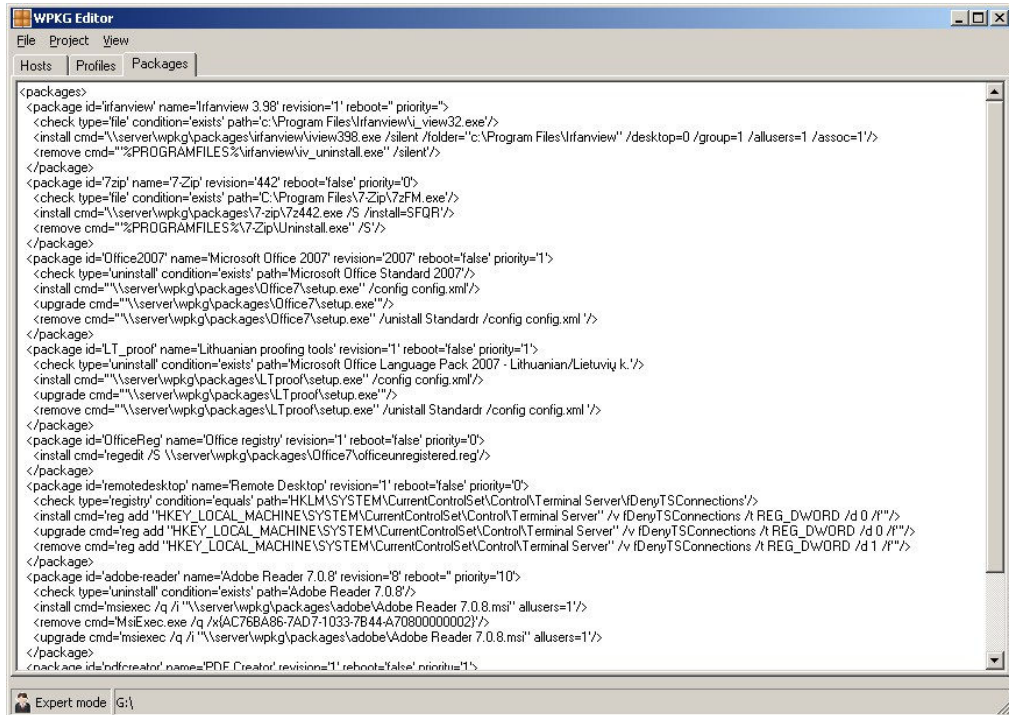 WPKG Editor
File Project View
Hosts Profiles Packages
<packages>
<package id='irfanview' name='Irfanview 3.98' revision='1' reboot='' priority=''>
<check type='file' condition='exists' path='c:\Program Files\Irfanview\i_view32.exe'/>
<install cmd='\\server\wpkg\packages\irfanview\iview398.exe /silent /folder="c:\Program Files\Irfanview" /desktop=0 /group=1 /allusers=1 /assoc=1'/>
<remove cmd='"%PROGRAMFILES%\irfanview\iv_uninstall.exe" /silent'/>
</package>
<package id='7zip' name='7-Zip' revision='442' reboot='false' priority='0'>
<check type='file' condition='exists' path='C:\Program Files\7-Zip\7zFM.exe'/>
<install cmd='\\server\wpkg\packages\7-zip\7z442.exe /S /install=SFQR'/>
<remove cmd='"%PROGRAMFILES%\7-Zip\Uninstall.exe" /S'/>
</package>
<package id='Office2007' name='Microsoft Office 2007' revision='2007' reboot='false' priority='1'>
<check type='uninstall' condition='exists' path='Microsoft Office Standard 2007'/>
<install cmd='"\\server\wpkg\packages\Office7\setup.exe" /config config.xml'/>
<upgrade cmd='"\\server\wpkg\packages\Office7\setup.exe"'/>
<remove cmd='"\\server\wpkg\packages\Office7\setup.exe" /unistall Standardr /config config.xml '/>
</package>
<package id='LT_proof' name='Lithuanian proofing tools' revision='1' reboot='false' priority='1'>
<check type='uninstall' condition='exists' path='Microsoft Office Language Pack 2007 - Lithuanian/Lietuvių k.'/>
<install cmd='"\\server\wpkg\packages\LTproof\setup.exe" /config config.xml'/>
<upgrade cmd='"\\server\wpkg\packages\LTproof\setup.exe"'/>
<remove cmd='"\\server\wpkg\packages\LTproof\setup.exe" /unistall Standardr /config config.xml '/>
</package>
<package id='OfficeReg' name='Office registry' revision='1' reboot='false' priority='0'>
<install cmd='regedit /S \\server\wpkg\packages\Office7\officeunregistered.reg'/>
</package>
<package id='remotedesktop' name='Remote Desktop' revision='1' reboot='false' priority='0'>
<check type='registry' condition='equals' path='HKLM\SYSTEM\CurrentControlSet\Control\Terminal Server\fDenyTSConnections'/>
<install cmd='reg add "HKEY_LOCAL_MACHINE\SYSTEM\CurrentControlSet\Control\Terminal Server" /v fDenyTSConnections /t REG_DWORD /d 0 /f"'/>
<upgrade cmd='reg add "HKEY_LOCAL_MACHINE\SYSTEM\CurrentControlSet\Control\Terminal Server" /v fDenyTSConnections /t REG_DWORD /d 0 /f"'/>
<remove cmd='reg add "HKEY_LOCAL_MACHINE\SYSTEM\CurrentControlSet\Control\Terminal Server" /v fDenyTSConnections /t REG_DWORD /d 1 /f"'/>
</package>
<package id='adobe-reader' name='Adobe Reader 7.0.8' revision='8' reboot='' priority='10'>
<check type='uninstall' condition='exists' path='Adobe Reader 7.0.8'/>
<install cmd='msiexec /q /i "\\server\wpkg\packages\adobe\Adobe Reader 7.0.8.msi" allusers=1'/>
<remove cmd='MsiExec.exe /q /x{AC76BA86-7AD7-1033-7B44-A70800000002}'/>
<upgrade cmd='msiexec /q /i "\\server\wpkg\packages\adobe\Adobe Reader 7.0.8.msi" allusers=1'/>
</package>
<package id='pdfcreator' name='PDF Creator' revision='1' reboot='false' priority='1'>
Expert mode G:\